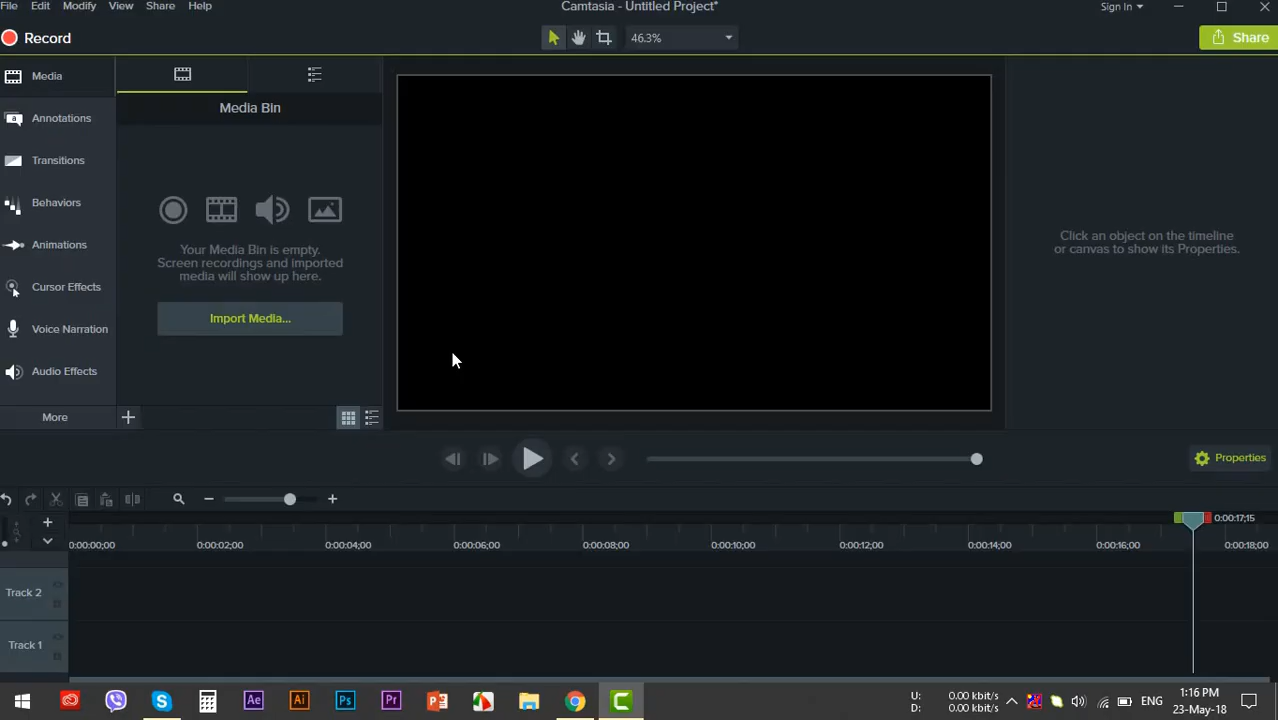 File Edit Modify View Share Help
Camtasia - Untitled Project*
Sign In
Record
46.3%
Share
Media
Annotations
Transitions
Behaviors
Animations
Cursor Effects
Voice Narration
Audio Effects
More
Media Bin
Your Media Bin is empty.
Screen recordings and imported
media will show up here.
Import Media...
Click an object on the timeline
or canvas to show its Properties.
Properties
0:00:17;15
0:00:00;00 0:00:02;00 0:00:04;00 0:00:06;00 0:00:08;00 0:00:10;00 0:00:12;00 0:00:14;00 0:00:16;00 0:00:18;00
Track 2
Track 1
Ae Ai Ps Pr
U: 0.00 kbit/s
D: 0.00 kbit/s
ENG
1:16 PM
23-May-18